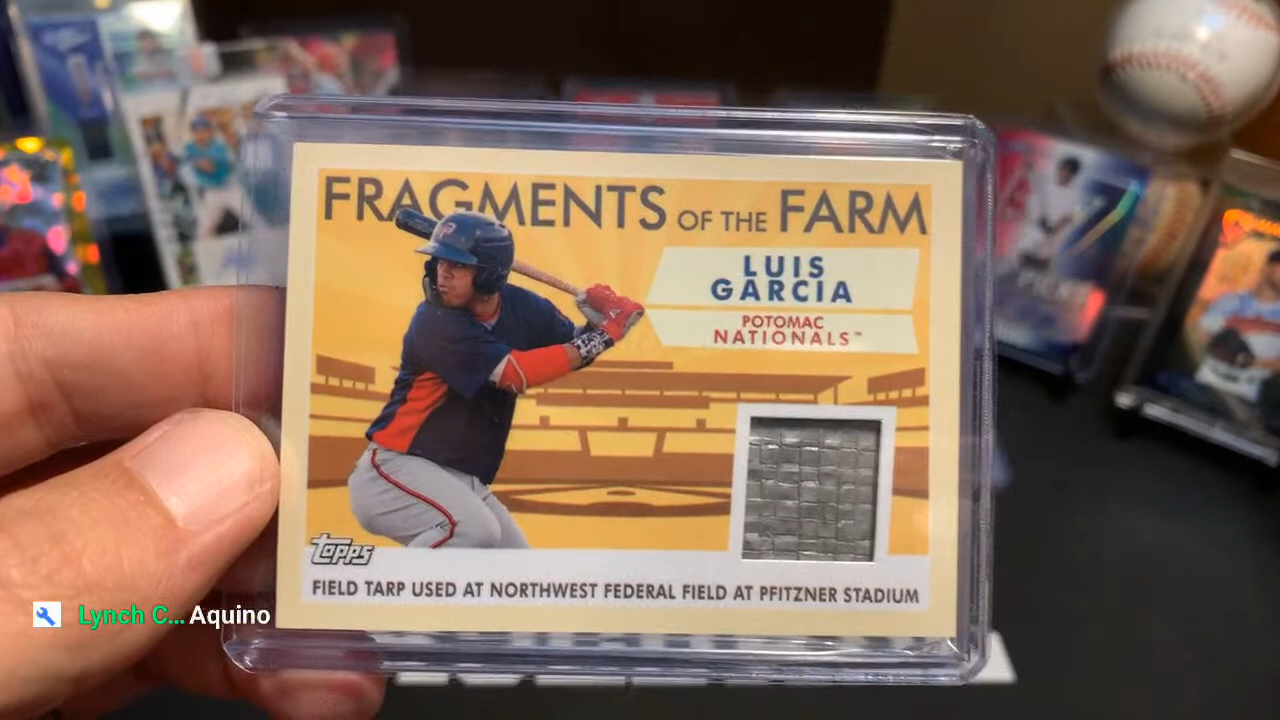 FRAGMENTS OF THE FARM
LUIS
GARCIA
POTOMAC
NATIONALS™
topps
FIELD TARP USED AT NORTHWEST FEDERAL FIELD AT PFITZNER STADIUM
Lynch C... Aquino